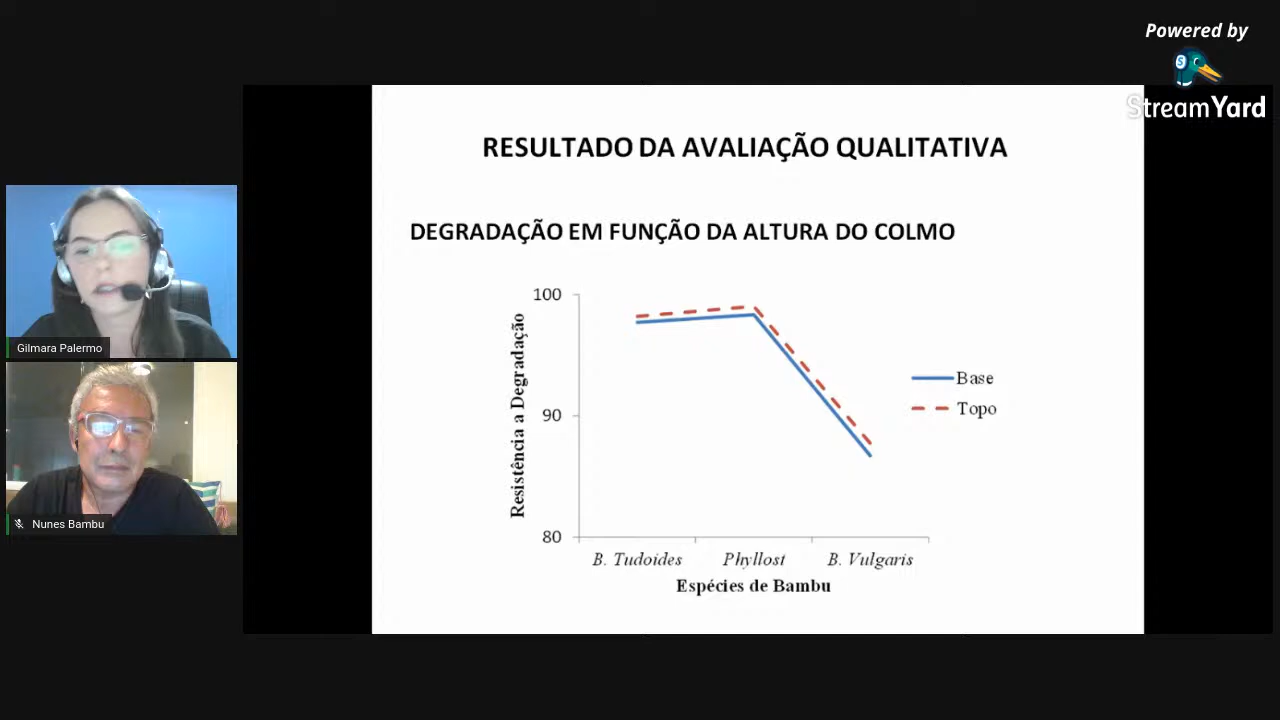 Powered by
StreamYard
RESULTADO DA AVALIAÇÃO QUALITATIVA
DEGRADAÇÃO EM FUNÇÃO DA ALTURA DO COLMO
100
90
80
Resistência a Degradação
Base
Topo
B. Tudoides
Phyllost
B. Vulgaris
Espécies de Bambu
Gilmara Palermo
Nunes Bambu